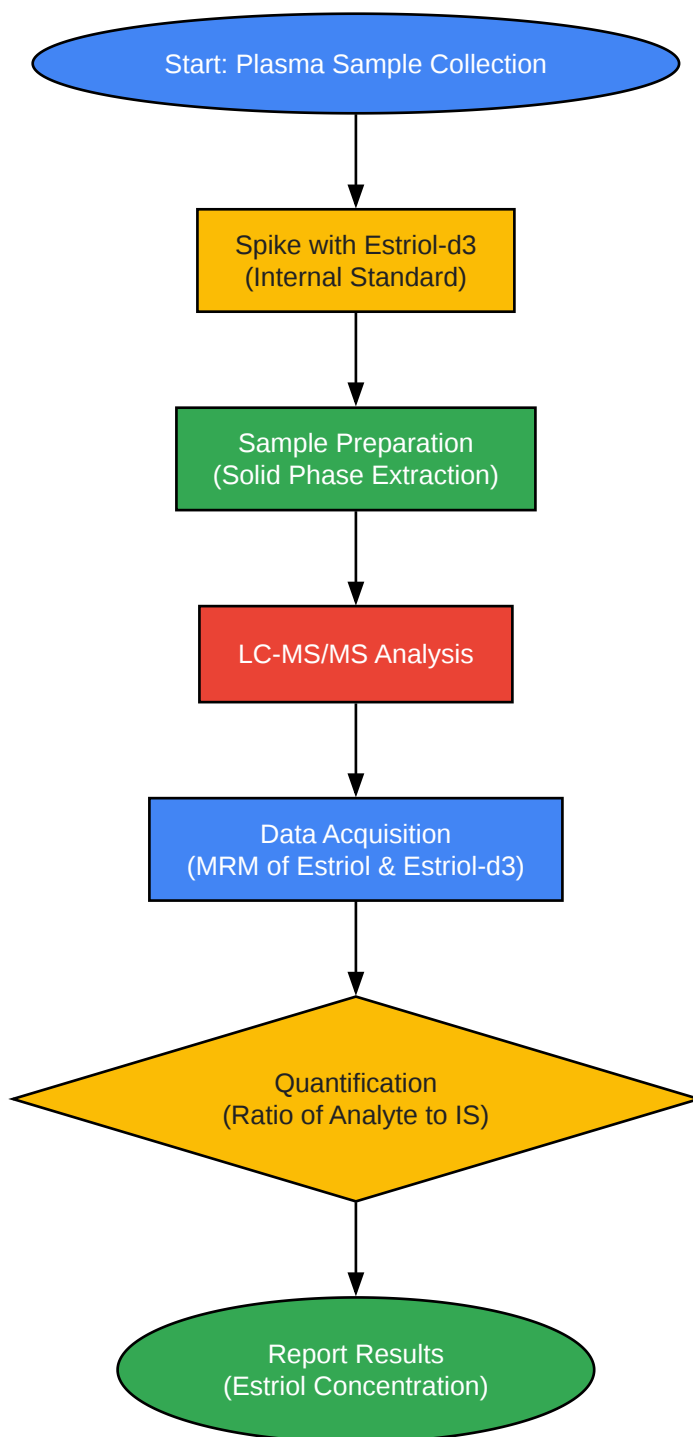 Start: Plasma Sample Collection
Spike with Estriol-d3
(Internal Standard)
Sample Preparation
(Solid Phase Extraction)
LC-MS/MS Analysis
Data Acquisition
(MRM of Estriol & Estriol-d3)
Quantification
(Ratio of Analyte to IS)
Report Results
(Estriol Concentration)